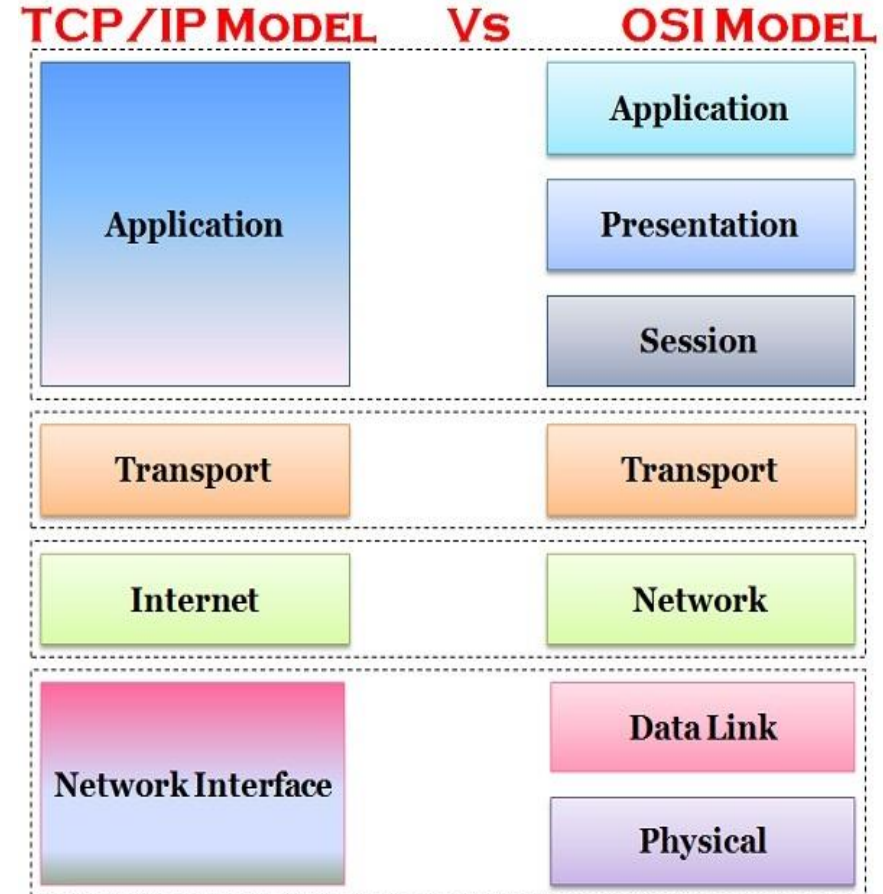 TCP/IP MODEL Vs OSI MODEL
Application
Application
Presentation
Session
Transport
Transport
Internet
Network
Network Interface
Data Link
Physical